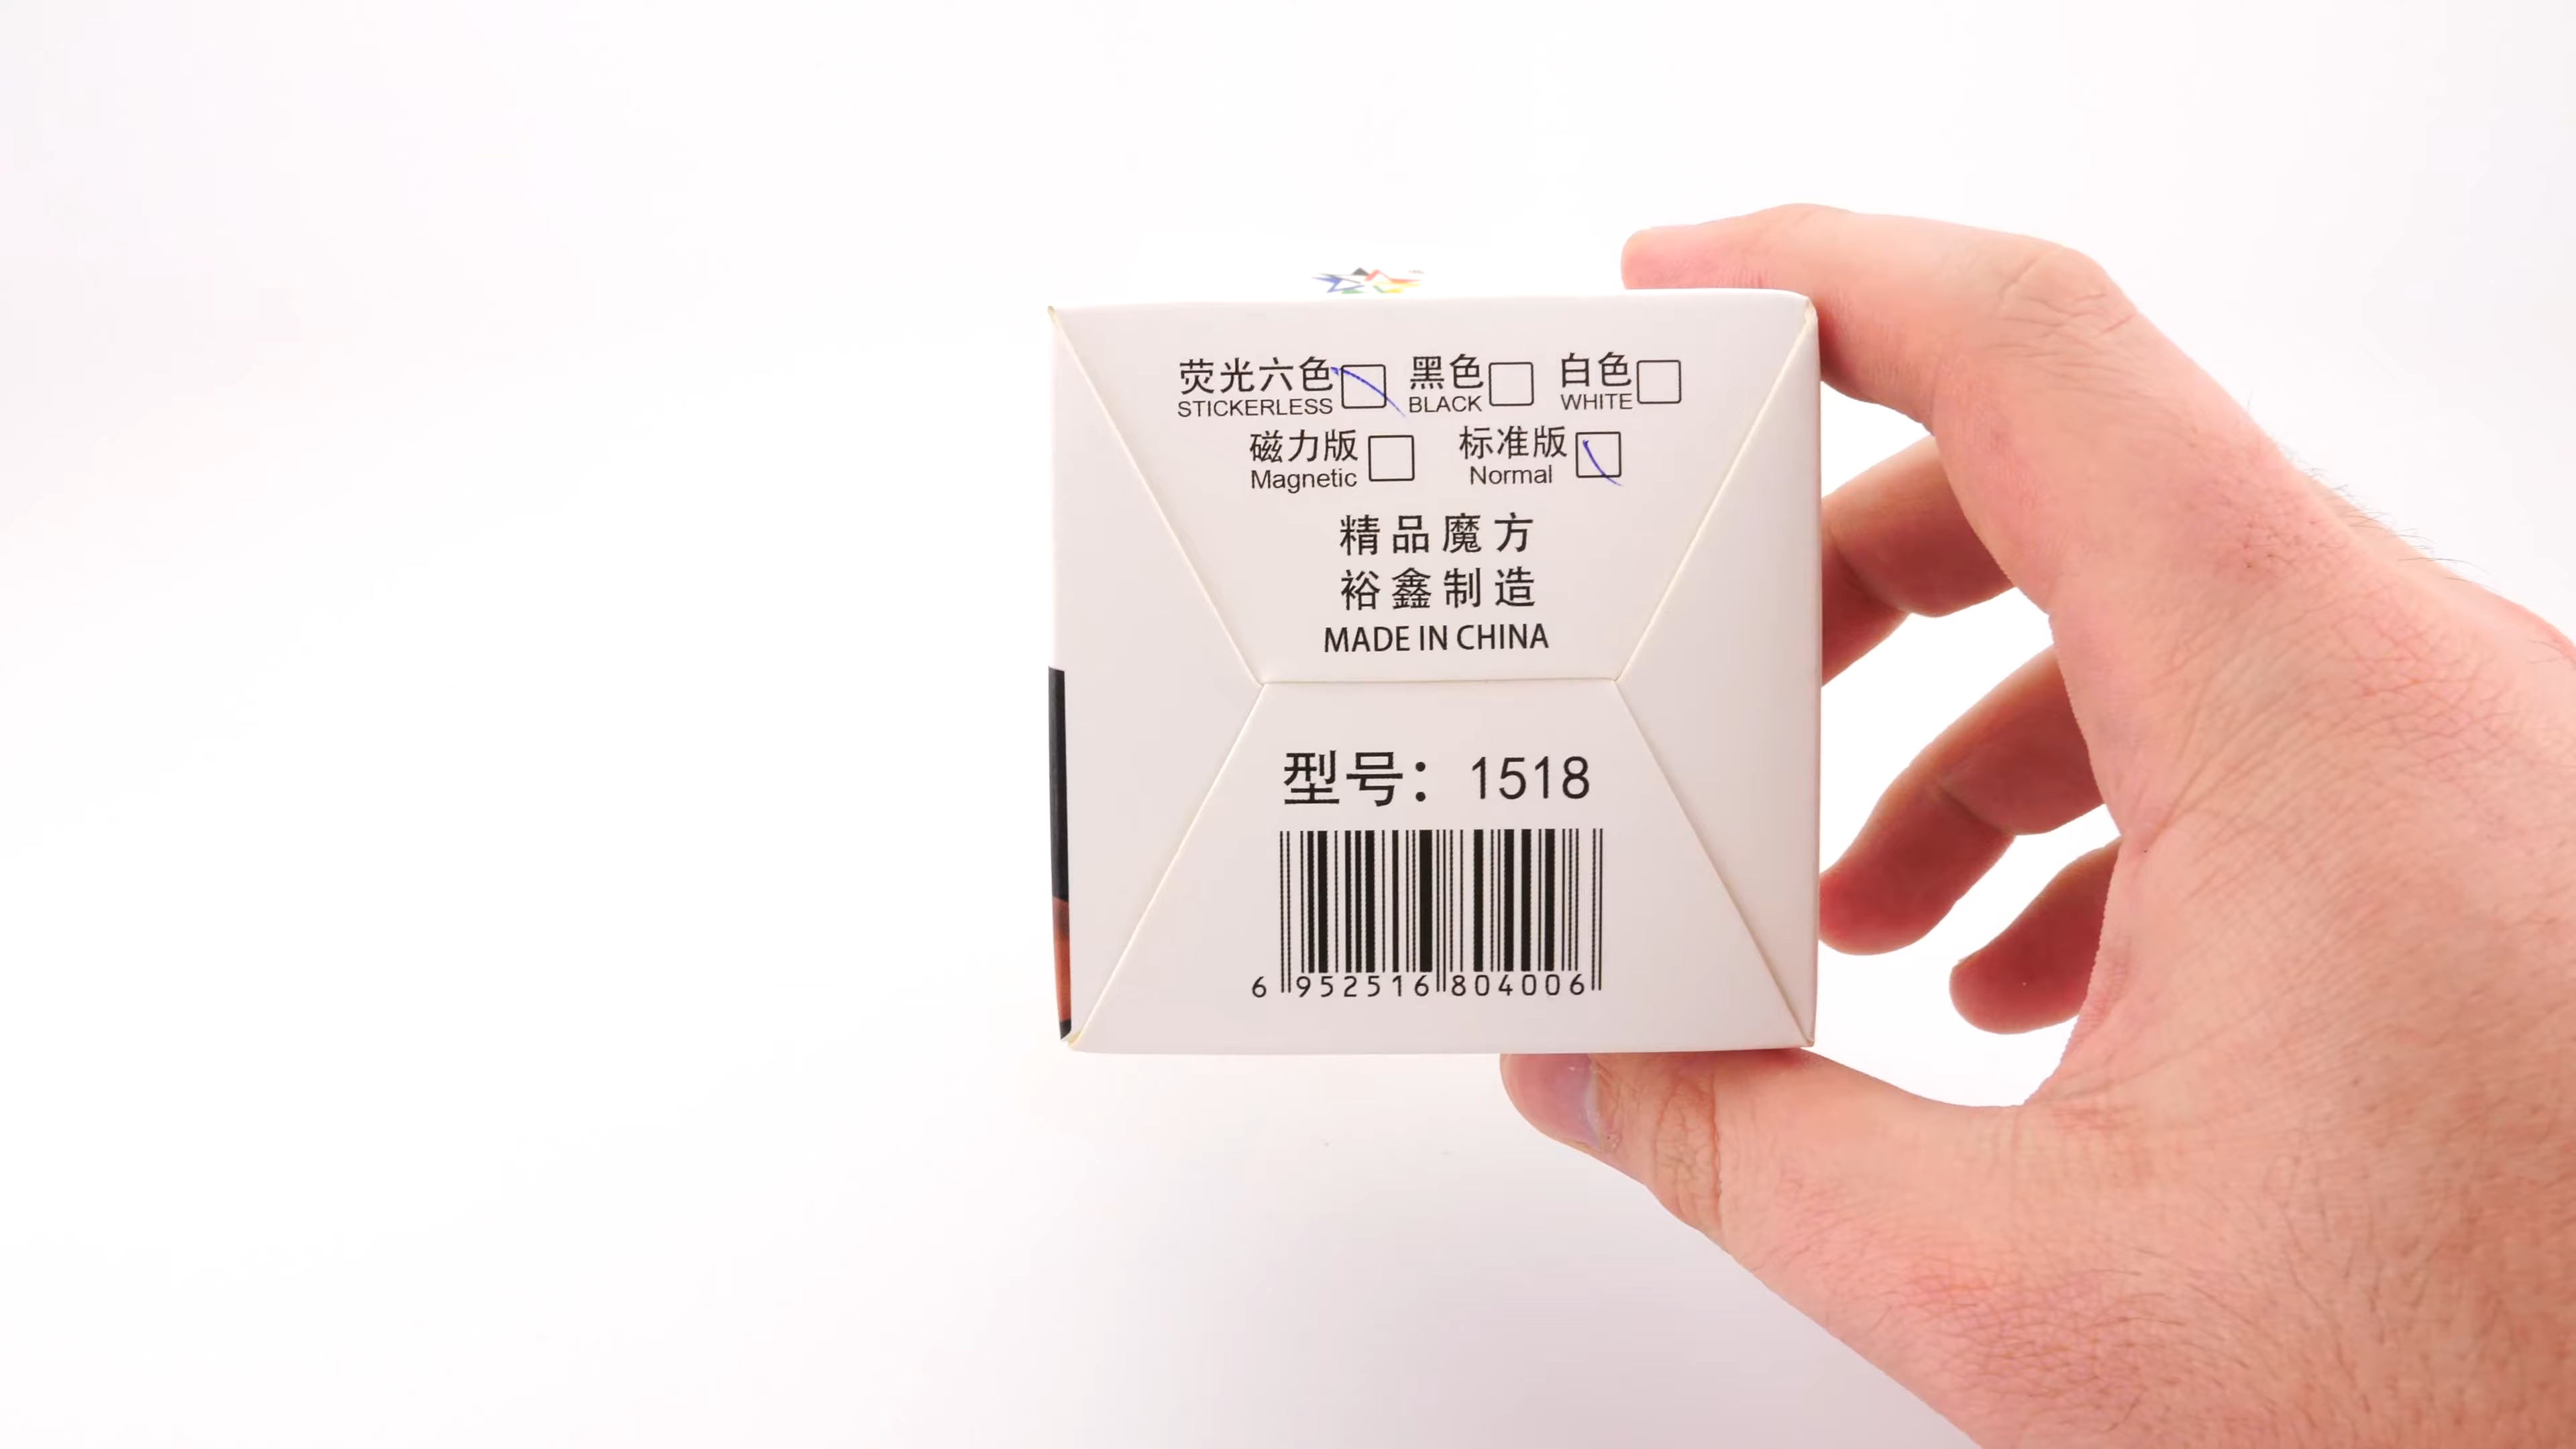 荧光六色 黑色 白色
STICKERLESS BLACK WHITE
磁力版 标准版
Magnetic Normal
精品魔方
裕鑫制造
MADE IN CHINA
型号：1518
6 952516 804006